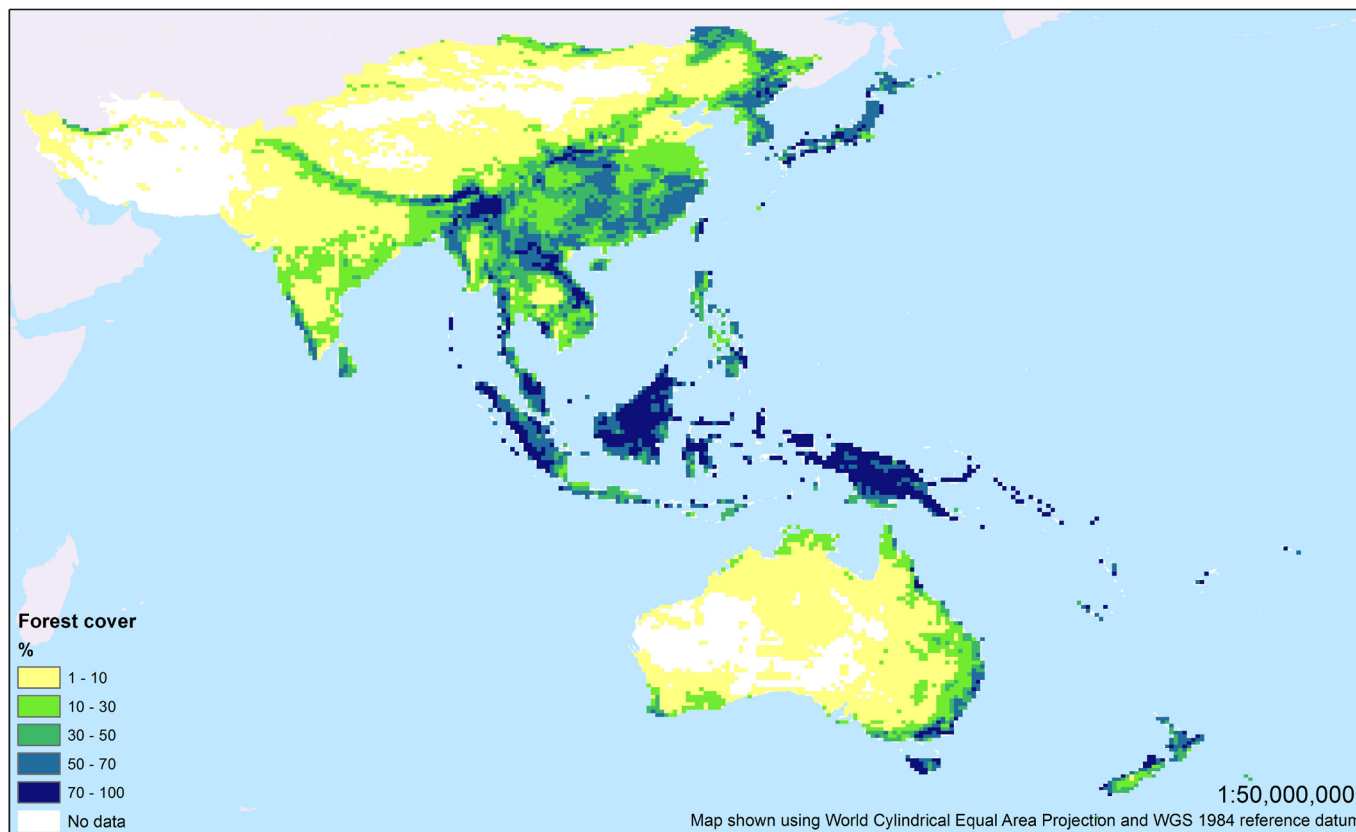 Forest cover
%
1 - 10
10 - 30
30 - 50
50 - 70
70 - 100
No data
1:50,000,000
Map shown using World Cylindrical Equal Area Projection and WGS 1984 reference datum